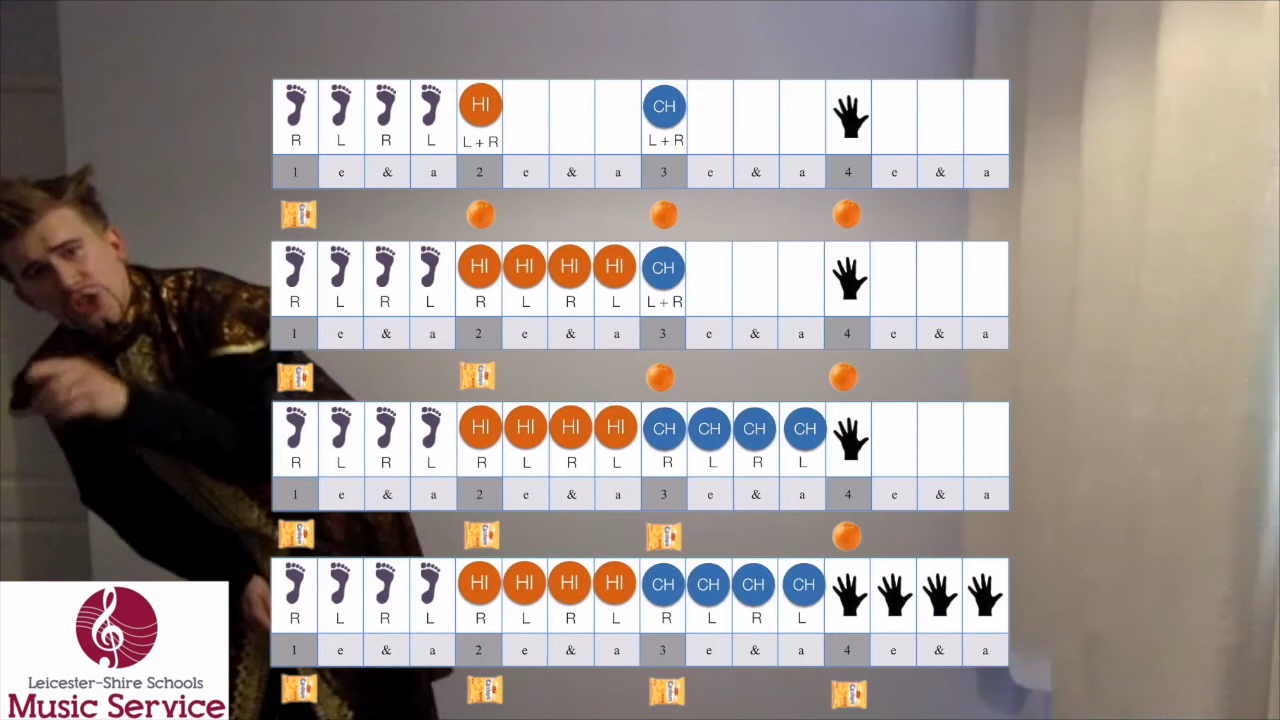 HI CH
R L R L L + R L + R
1 e & a 2 e & a 3 e & a 4 e & a
HI HI HI HI CH
R L R L R L R L L + R
1 e & a 2 e & a 3 e & a 4 e & a
HI HI HI HI CH CH CH CH
R L R L R L R L R L R L
1 e & a 2 e & a 3 e & a 4 e & a
HI HI HI HI CH CH CH CH
R L R L R L R L R L R L
1 e & a 2 e & a 3 e & a 4 e & a
Leicester-Shire Schools
Music Service